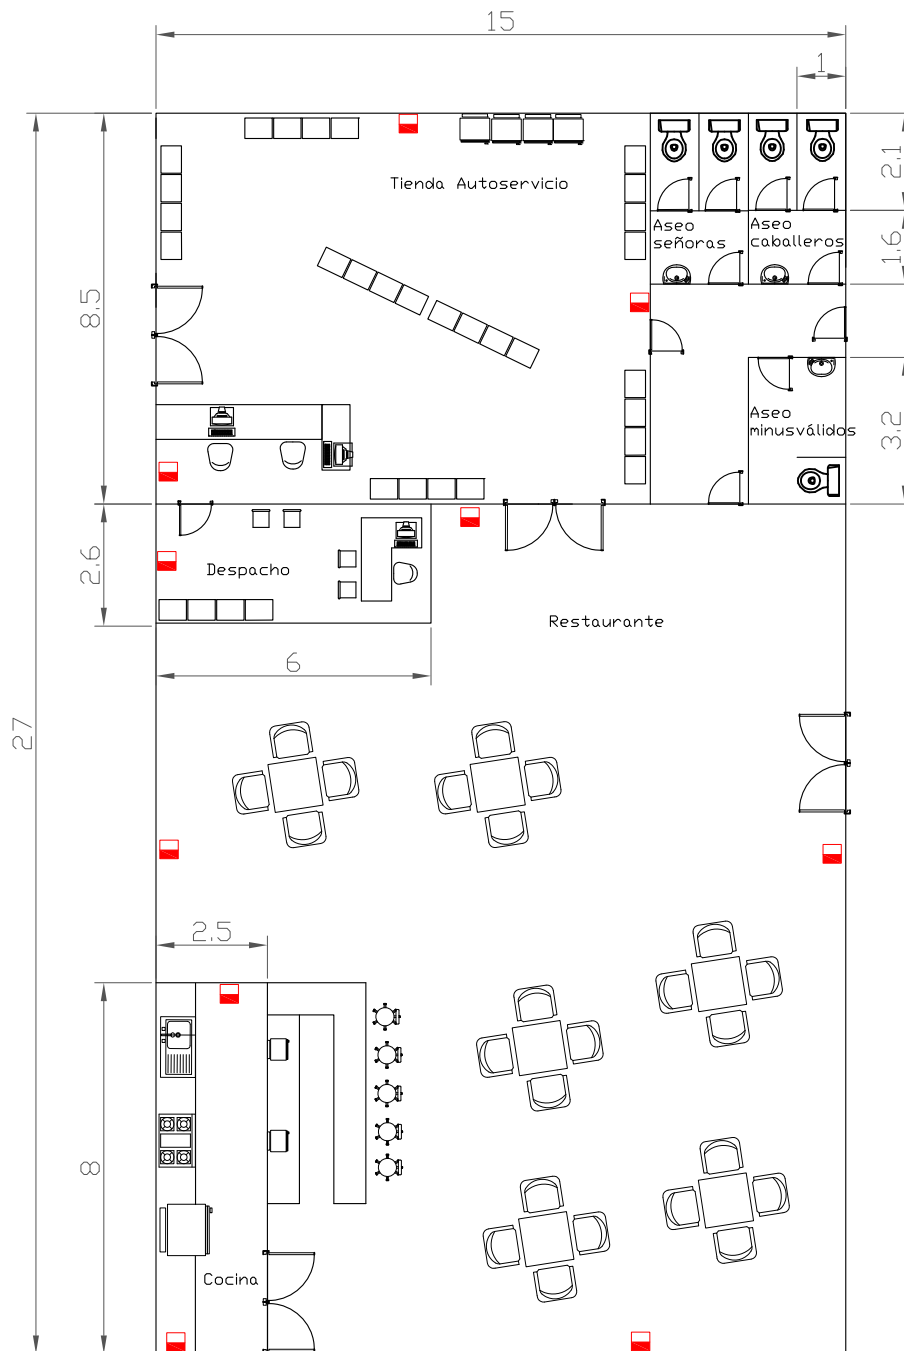 15
1
Tienda Autoservicio
2.1
Aseo
señoras
Aseo
caballeros
1.6
8.5
Aseo
minusválidos
3.2
2.6
Despacho
Restaurante
6
27
2.5
8
Cocina